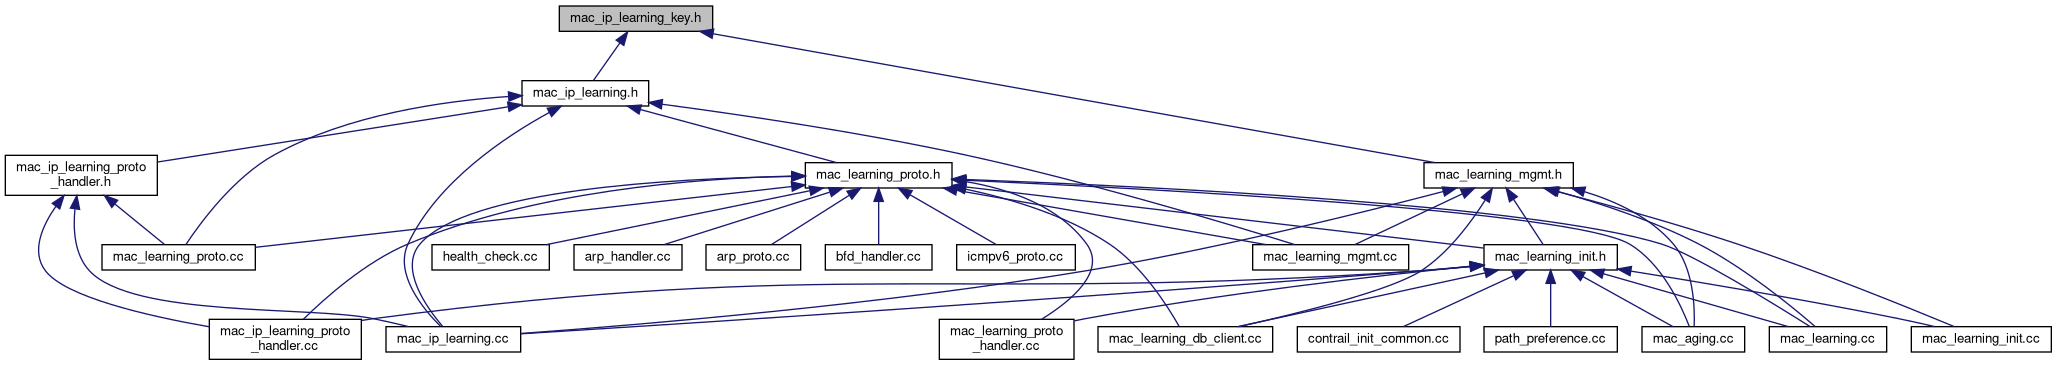 mac_ip_learning_key.h
mac_ip_learning.h
mac_ip_learning_proto
_handler.h
mac_learning_proto.h
mac_learning_mgmt.h
mac_learning_proto.cc
health_check.cc
arp_handler.cc
arp_proto.cc
bfd_handler.cc
icmpv6_proto.cc
mac_learning_mgmt.cc
mac_learning_init.h
mac_ip_learning_proto
_handler.cc
mac_ip_learning.cc
mac_learning_proto
_handler.cc
mac_learning_db_client.cc
contrail_init_common.cc
path_preference.cc
mac_aging.cc
mac_learning.cc
mac_learning_init.cc